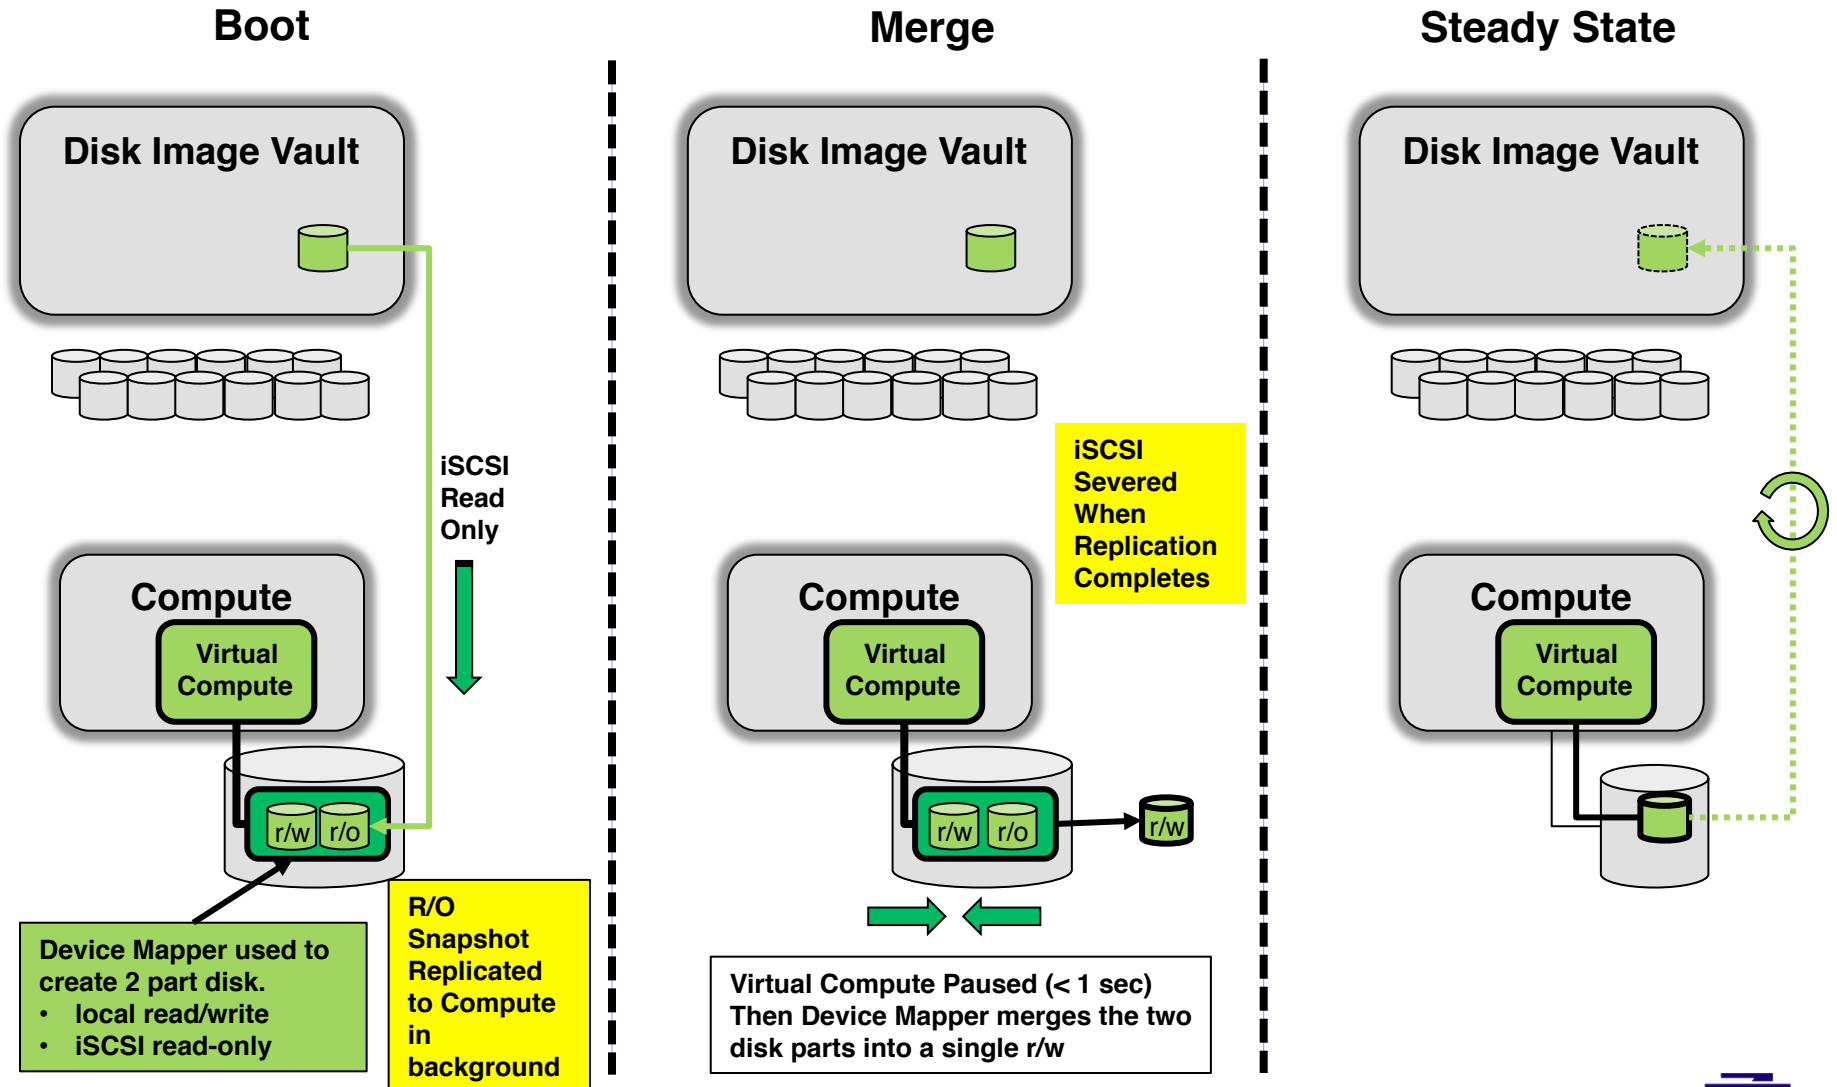 Boot
Disk Image Vault
iSCSI
Read
Only
Compute
Virtual
Compute
r/w r/o
Device Mapper used to
create 2 part disk.
• local read/write
• iSCSI read-only
R/O
Snapshot
Replicated
to Compute
in
background
Merge
Disk Image Vault
iSCSI
Severed
When
Replication
Completes
Compute
Virtual
Compute
r/w r/o
r/w
Virtual Compute Paused (< 1 sec)
Then Device Mapper merges the two
disk parts into a single r/w
Steady State
Disk Image Vault
Compute
Virtual
Compute